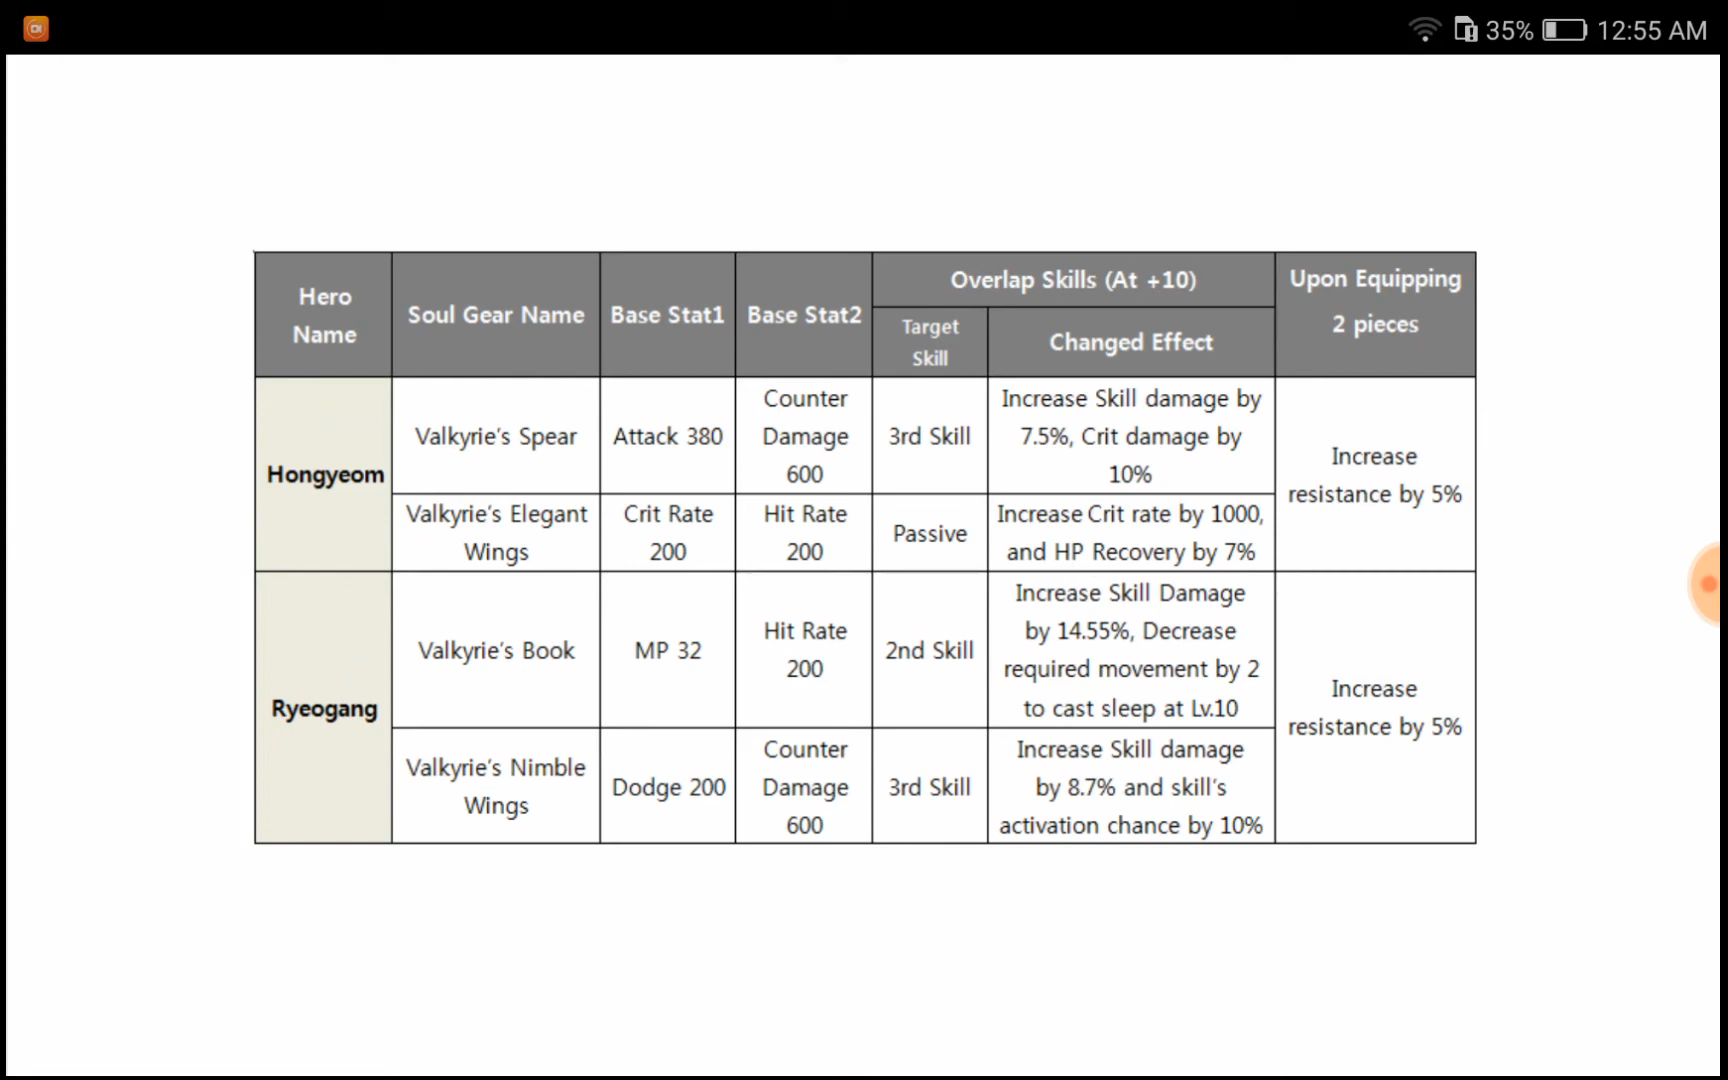 35% 12:55 AM
Hero
Name
Soul Gear Name
Base Stat1
Base Stat2
Overlap Skills (At +10)
Target
Skill
Changed Effect
Upon Equipping
2 pieces
Hongyeom
Valkyrie's Spear
Attack 380
Counter
Damage
600
3rd Skill
Increase Skill damage by
7.5%, Crit damage by
10%
Increase
resistance by 5%
Valkyrie's Elegant
Wings
Crit Rate
200
Hit Rate
200
Passive
Increase Crit rate by 1000,
and HP Recovery by 7%
Ryeogang
Valkyrie's Book
MP 32
Hit Rate
200
2nd Skill
Increase Skill Damage
by 14.55%, Decrease
required movement by 2
to cast sleep at Lv.10
Increase
resistance by 5%
Valkyrie's Nimble
Wings
Dodge 200
Counter
Damage
600
3rd Skill
Increase Skill damage
by 8.7% and skill's
activation chance by 10%